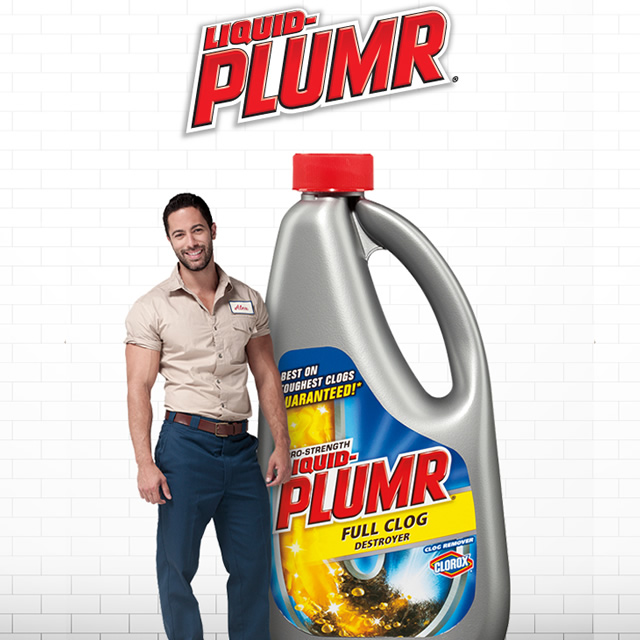 LIQUID-
PLUMR®
BEST ON
TOUGHEST CLOGS
GUARANTEED!*
PRO-STRENGTH
LIQUID-
PLUMR®
FULL CLOG
DESTROYER
CLOG REMOVER
CLOROX